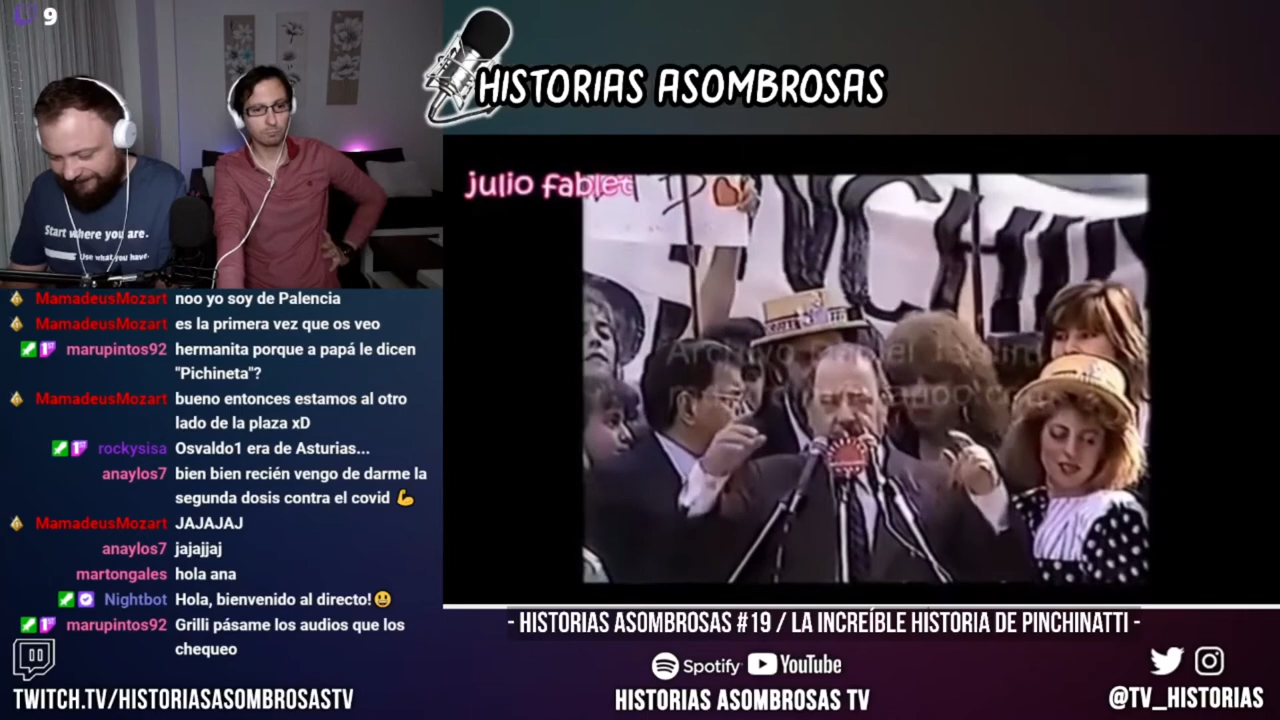 9
HISTORIAS ASOMBROSAS
julio fablet
Start where you are.
Use what you have.
MamadeusMozart noo yo soy de Palencia
MamadeusMozart es la primera vez que os veo
marupintos92 hermanita porque a papá le dicen
"Pichineta"?
MamadeusMozart bueno entonces estamos al otro
lado de la plaza xD
rockysisa Osvaldo1 era de Asturias...
anaylos7 bien bien recién vengo de darme la
segunda dosis contra el covid 💪
MamadeusMozart JAJAJAJ
anaylos7 jajajjaj
martongales hola ana
Nightbot Hola, bienvenido al directo!😃
marupintos92 Grilli pásame los audios que los
chequeo
TWITCH.TV/HISTORIASASOMBROSASTV
- HISTORIAS ASOMBROSAS #19 / LA INCREÍBLE HISTORIA DE PINCHINATTI -
Spotify YouTube
HISTORIAS ASOMBROSAS TV
@TV_HISTORIAS